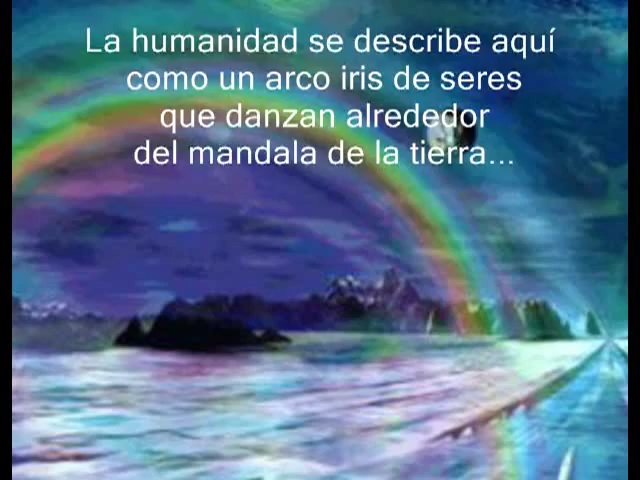 La humanidad se describe aquí
como un arco iris de seres
que danzan alrededor
del mandala de la tierra...